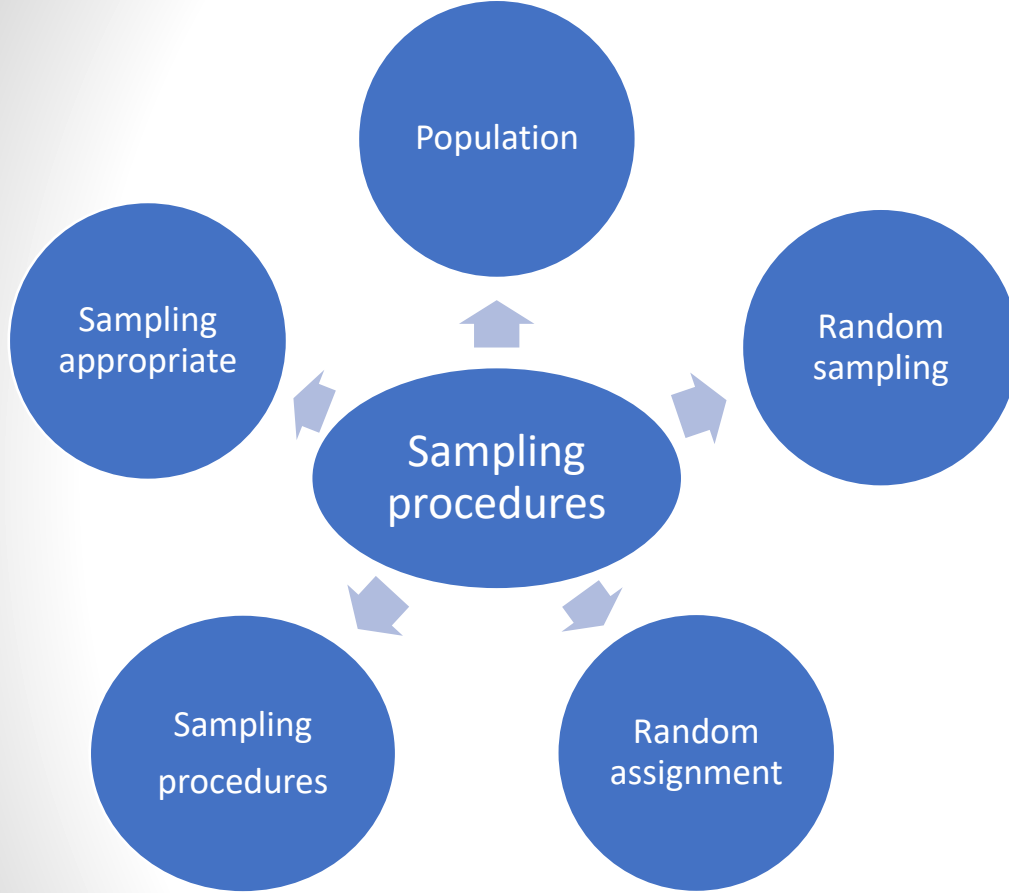 Population
Sampling
appropriate
Random
sampling
Sampling
procedures
Sampling
procedures
Random
assignment